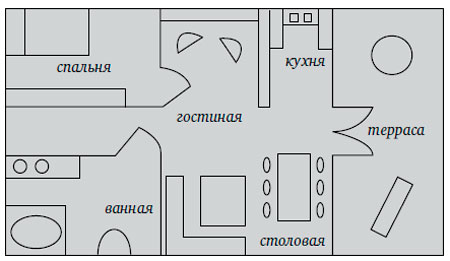 спальня
кухня
гостиная
терраса
ванная
столовая